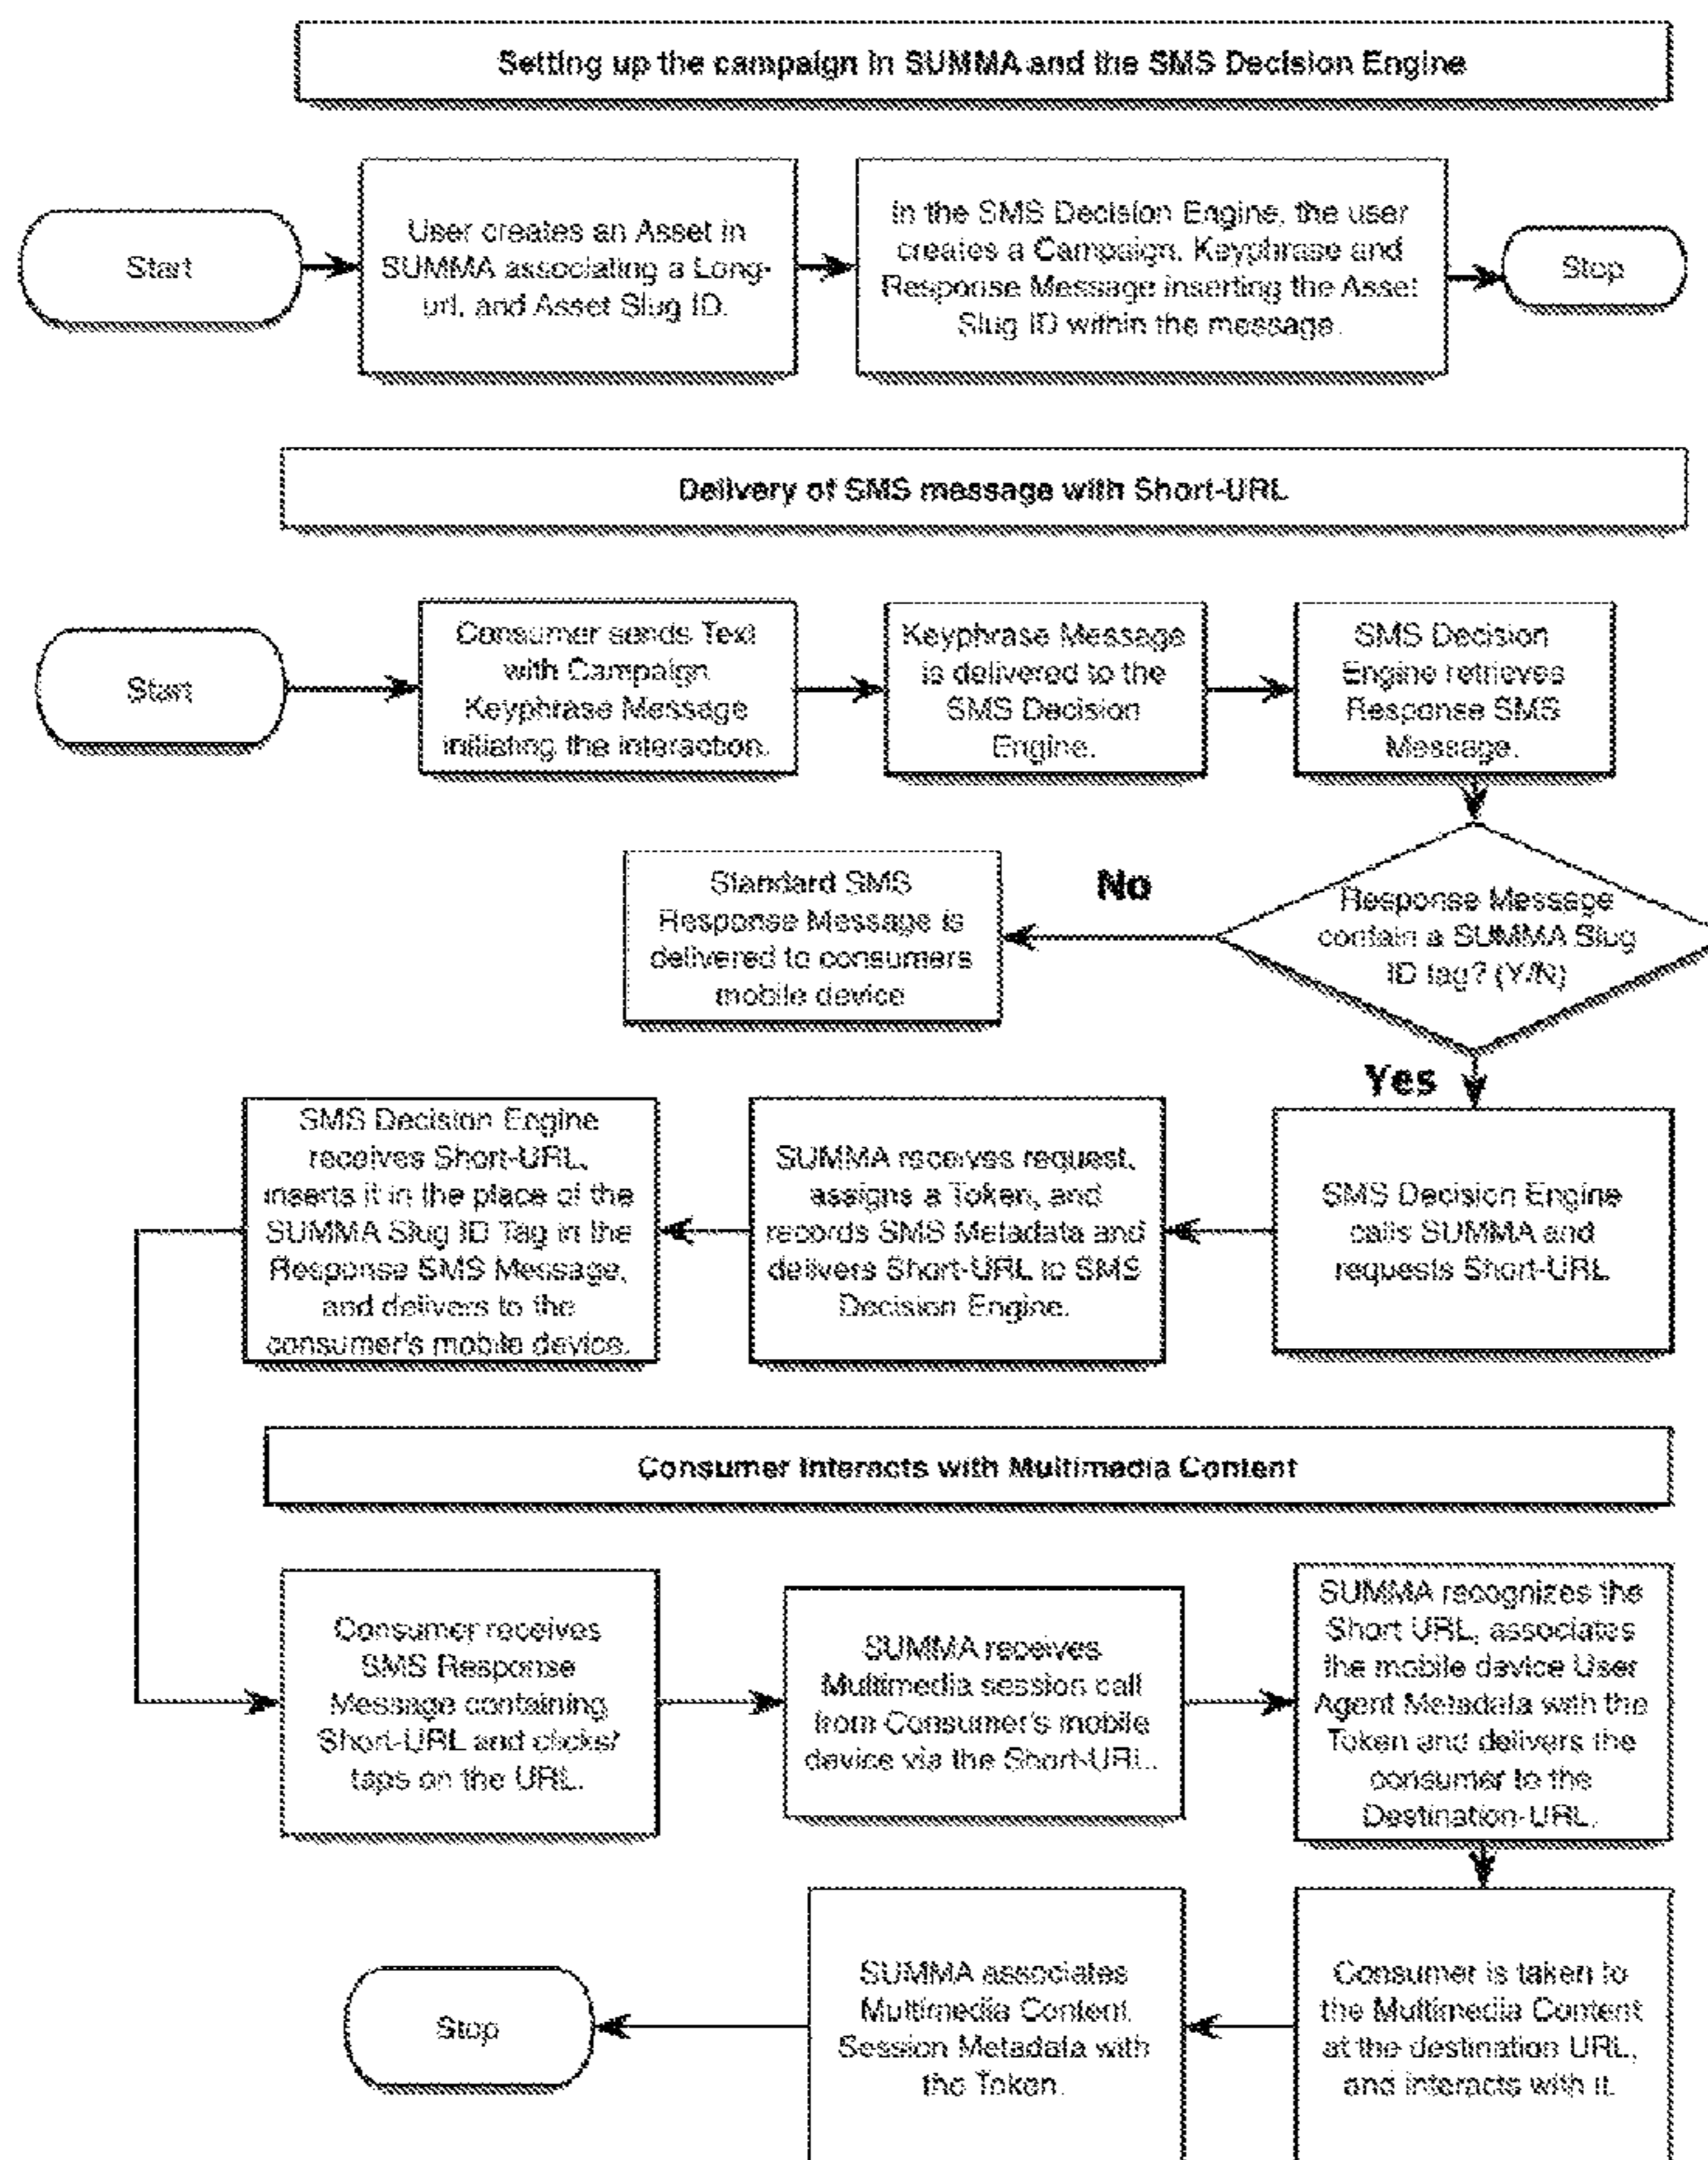 Setting up the campaign in SUMMA and the SMS Decision Engine
Start
User creates an Asset in
SUMMA associating a Long-
url, and Asset Slug ID.
In the SMS Decision Engine, the user
creates a Campaign, Keyphrase and
Response Message inserting the Asset
Slug ID within the message.
Stop
Delivery of SMS message with Short-URL
Start
Consumer sends Text
with Campaign
Keyphrase Message
initiating the interaction.
Keyphrase Message
is delivered to the
SMS Decision
Engine.
SMS Decision
Engine retrieves
Response SMS
Message.
Response Message
contain a SUMMA Slug
ID tag? (Y/N)
No
Standard SMS
Response Message is
delivered to consumers
mobile device
Yes
SMS Decision Engine
calls SUMMA and
requests Short-URL
SUMMA receives request,
assigns a Token, and
records SMS Metadata and
delivers Short-URL to SMS
Decision Engine.
SMS Decision Engine
receives Short-URL,
inserts it in the place of the
SUMMA Slug ID Tag in the
Response SMS Message,
and delivers to the
consumer's mobile device.
Consumer Interacts with Multimedia Content
Consumer receives
SMS Response
Message containing
Short-URL and clicks/
taps on the URL.
SUMMA receives
Multimedia session call
from Consumer's mobile
device via the Short-URL.
SUMMA recognizes the
Short URL, associates
the mobile device User
Agent Metadata with the
Token and delivers the
consumer to the
Destination-URL.
Consumer is taken to
the Multimedia Content
at the destination URL,
and interacts with it.
SUMMA associates
Multimedia Content
Session Metadata with
the Token.
Stop